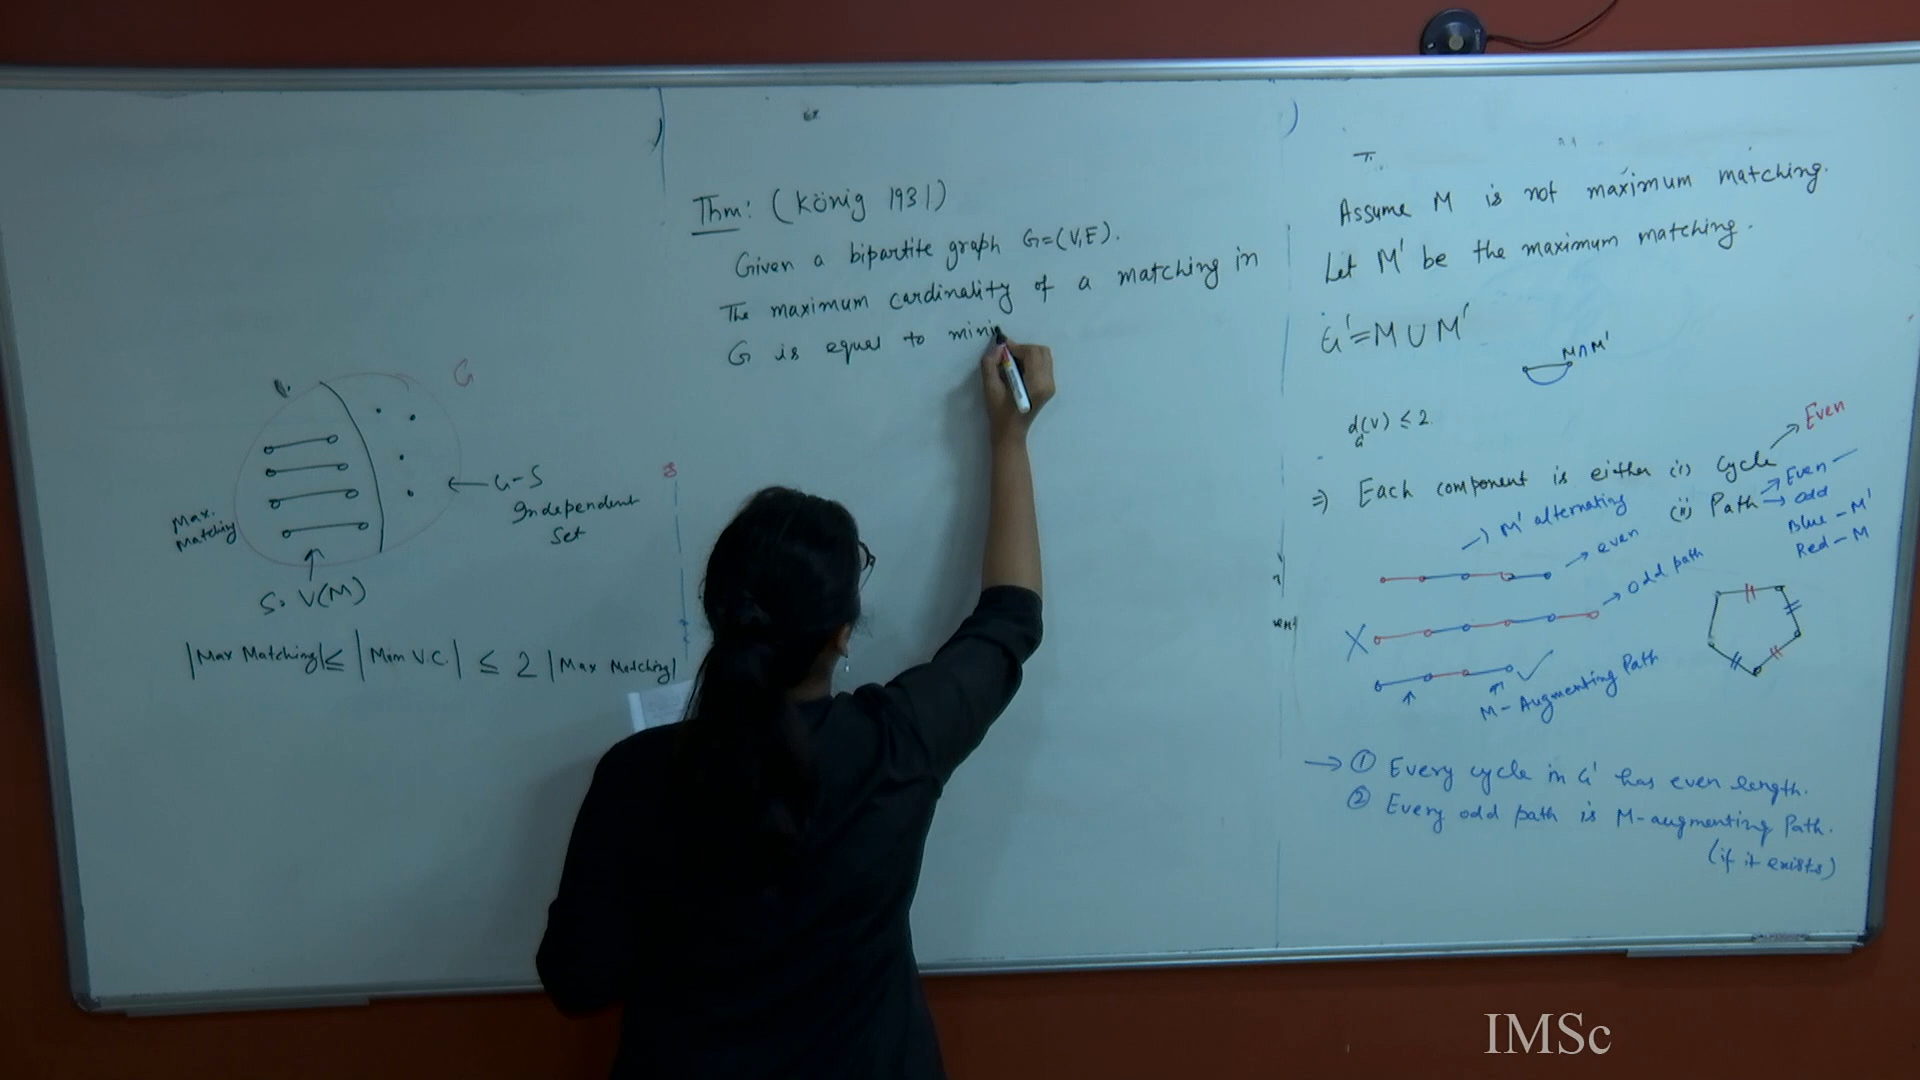 G
Max.
Matching
← G-S
Independent
Set
S. V(M)
|Max Matching| ≤ |Mim V.C.| ≤ 2 |Max Matching|
Thm: (König 1931)
Given a bipartite graph G=(V,E).
The maximum cardinality of a matching in
G is equal to mini
Assume M is not maximum matching.
Let M' be the maximum matching.
G'=M∪M'
M∩M'
d(v) ≤ 2.
G
⇒ Each component is either (i) Cycle → Even
(ii) Path → Even
→ odd
Blue - M'
Red - M
→ M' alternating
→ even
X → odd path
M-Augmenting Path
→ ① Every cycle in G' has even length.
② Every odd path is M-augmenting Path.
(if it exists)
IMSc